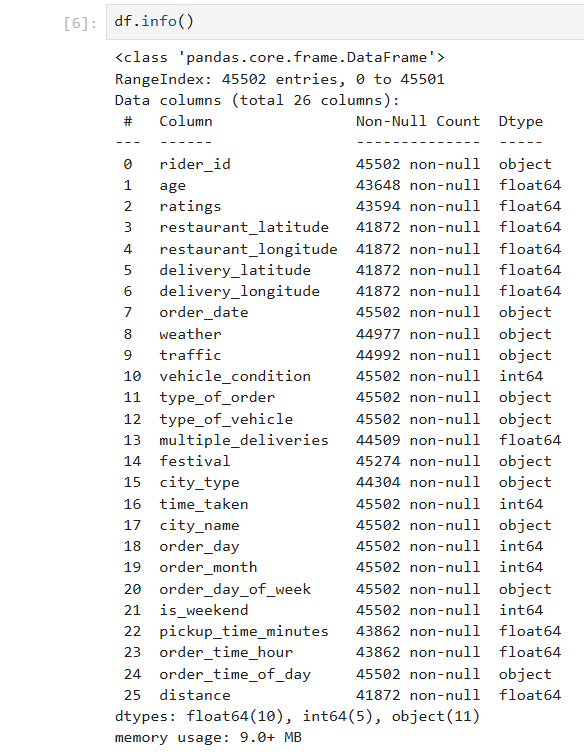 [6]: df.info()
<class 'pandas.core.frame.DataFrame'>
RangeIndex: 45502 entries, 0 to 45501
Data columns (total 26 columns):
 #   Column                Non-Null Count  Dtype
---  ------                --------------  -----
 0   rider_id              45502 non-null  object
 1   age                   43648 non-null  float64
 2   ratings               43594 non-null  float64
 3   restaurant_latitude   41872 non-null  float64
 4   restaurant_longitude  41872 non-null  float64
 5   delivery_latitude     41872 non-null  float64
 6   delivery_longitude    41872 non-null  float64
 7   order_date            45502 non-null  object
 8   weather               44977 non-null  object
 9   traffic               44992 non-null  object
 10  vehicle_condition     45502 non-null  int64
 11  type_of_order         45502 non-null  object
 12  type_of_vehicle       45502 non-null  object
 13  multiple_deliveries   44509 non-null  float64
 14  festival              45274 non-null  object
 15  city_type             44304 non-null  object
 16  time_taken            45502 non-null  int64
 17  city_name             45502 non-null  object
 18  order_day             45502 non-null  int64
 19  order_month           45502 non-null  int64
 20  order_day_of_week     45502 non-null  object
 21  is_weekend            45502 non-null  int64
 22  pickup_time_minutes   43862 non-null  float64
 23  order_time_hour       43862 non-null  float64
 24  order_time_of_day     45502 non-null  object
 25  distance              41872 non-null  float64
dtypes: float64(10), int64(5), object(11)
memory usage: 9.0+ MB